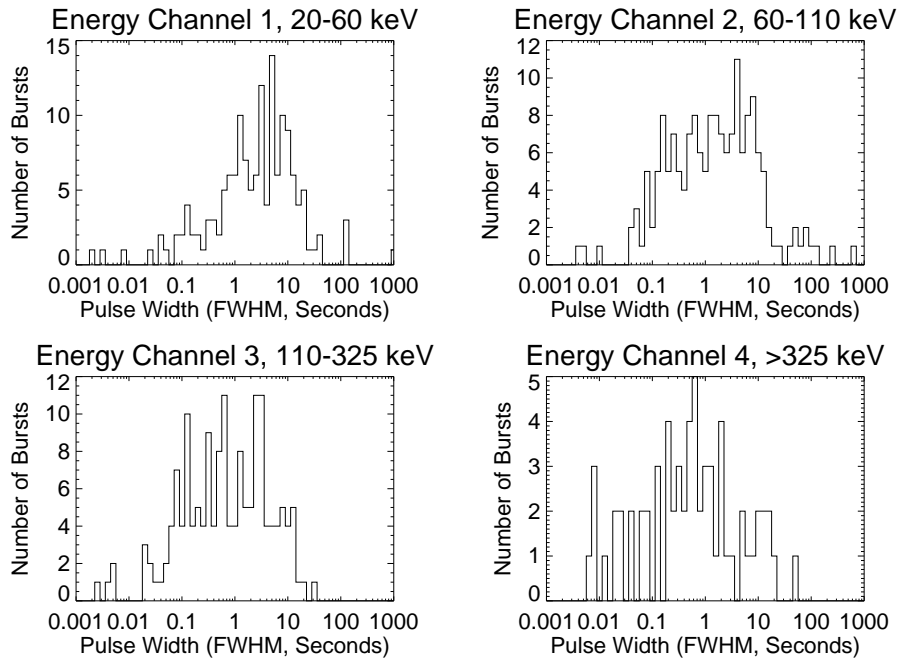 Energy Channel 1, 20-60 keV
Number of Bursts
15
10
5
0
0.001 0.01 0.1 1 10 100 1000
Pulse Width (FWHM, Seconds)
Energy Channel 2, 60-110 keV
Number of Bursts
12
10
8
6
4
2
0
0.001 0.01 0.1 1 10 100 1000
Pulse Width (FWHM, Seconds)
Energy Channel 3, 110-325 keV
Number of Bursts
12
10
8
6
4
2
0
0.001 0.01 0.1 1 10 100 1000
Pulse Width (FWHM, Seconds)
Energy Channel 4, >325 keV
Number of Bursts
5
4
3
2
1
0
0.001 0.01 0.1 1 10 100 1000
Pulse Width (FWHM, Seconds)